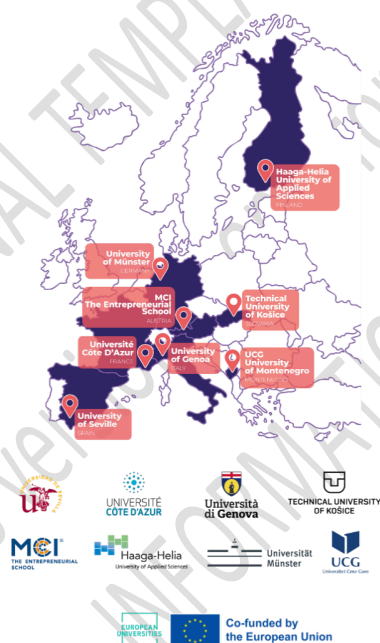 Haaga-Helia
University of
Applied
Sciences
FINLAND
University
of Münster
GERMANY
MCI
The Entrepreneurial
School
AUSTRIA
Technical
University
of Košice
SLOVAKIA
Université
Côte D'Azur
FRANCE
University
of Genoa
ITALY
UCG
University
of Montenegro
MONTENEGRO
University
of Seville
SPAIN
UNIVERSITÉ
CÔTE D'AZUR
Università
di Genova
TECHNICAL UNIVERSITY
OF KOŠICE
MCI
THE ENTREPRENEURIAL
SCHOOL
Haaga-Helia
University of Applied Sciences
Universität
Münster
UCG
Univerzitet Crne Gore
EUROPEAN
UNIVERSITIES
Co-funded by
the European Union